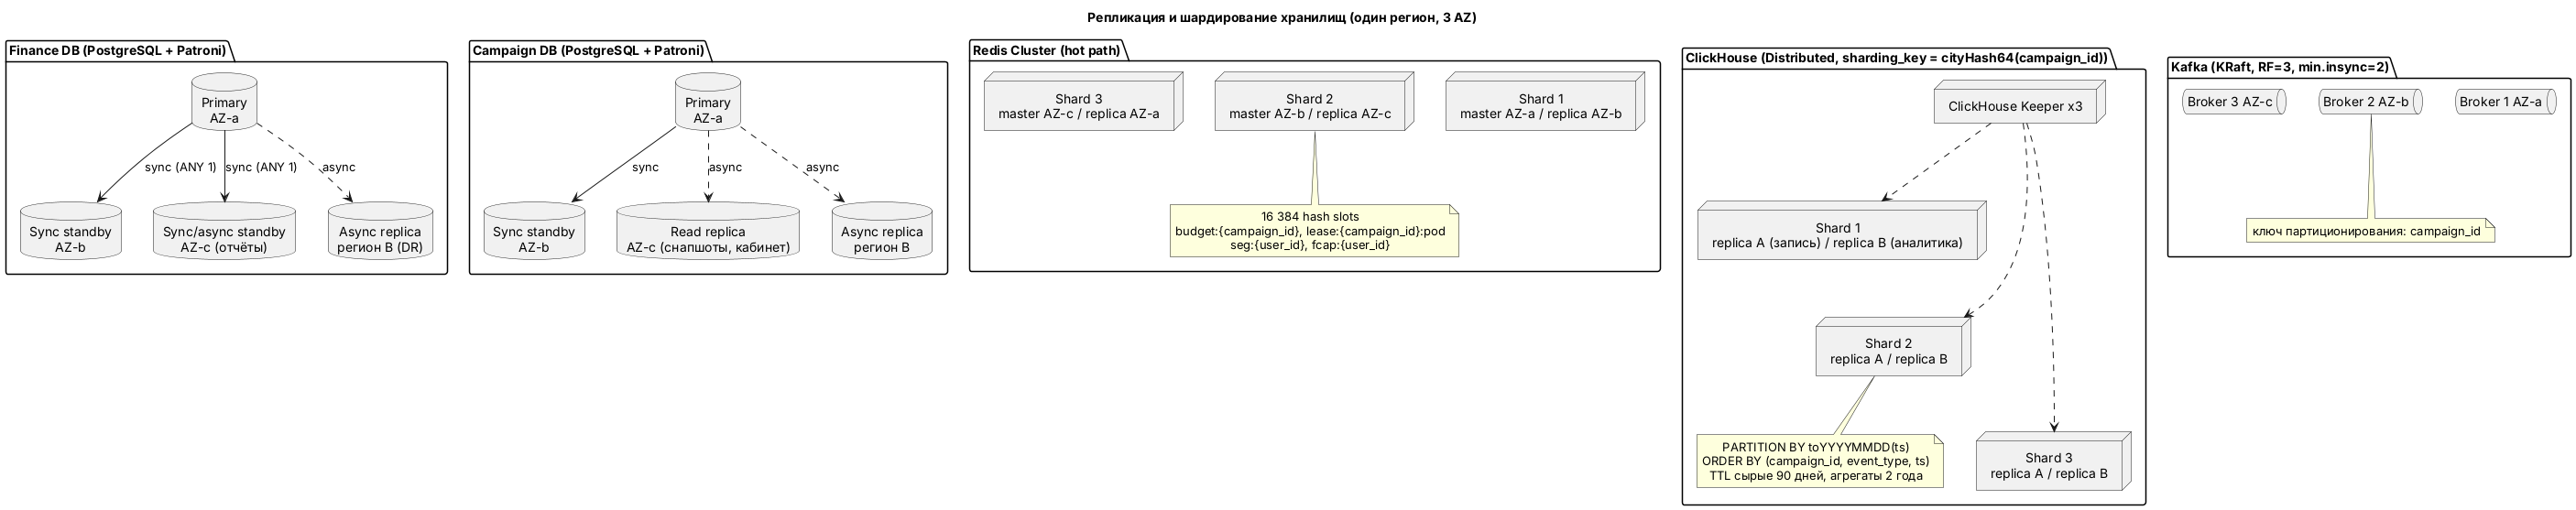 Репликация и шардирование хранилищ (один регион, 3 AZ)
Finance DB (PostgreSQL + Patroni)
Primary
AZ-a
sync (ANY 1)
sync (ANY 1)
async
Sync standby
AZ-b
Sync/async standby
AZ-c (отчёты)
Async replica
регион B (DR)
Campaign DB (PostgreSQL + Patroni)
Primary
AZ-a
sync
async
async
Sync standby
AZ-b
Read replica
AZ-c (снапшоты, кабинет)
Async replica
регион B
Redis Cluster (hot path)
Shard 3
master AZ-c / replica AZ-a
Shard 2
master AZ-b / replica AZ-c
Shard 1
master AZ-a / replica AZ-b
16 384 hash slots
budget:{campaign_id}, lease:{campaign_id}:pod
seg:{user_id}, fcap:{user_id}
ClickHouse (Distributed, sharding_key = cityHash64(campaign_id))
ClickHouse Keeper x3
Shard 1
replica A (запись) / replica B (аналитика)
Shard 2
replica A / replica B
PARTITION BY toYYYYMMDD(ts)
ORDER BY (campaign_id, event_type, ts)
TTL сырые 90 дней, агрегаты 2 года
Shard 3
replica A / replica B
Kafka (KRaft, RF=3, min.insync=2)
Broker 3 AZ-c
Broker 2 AZ-b
Broker 1 AZ-a
ключ партиционирования: campaign_id